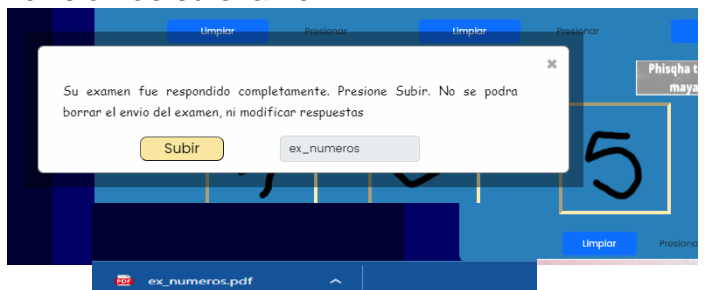 Limpiar Presionar Limpiar Presionar
×
Su examen fue respondido completamente. Presione Subir. No se podra
borrar el envio del examen, ni modificar respuestas
Subir ex_numeros
Phisqha t
maya
5
Limpiar Presiona
PDF ex_numeros.pdf